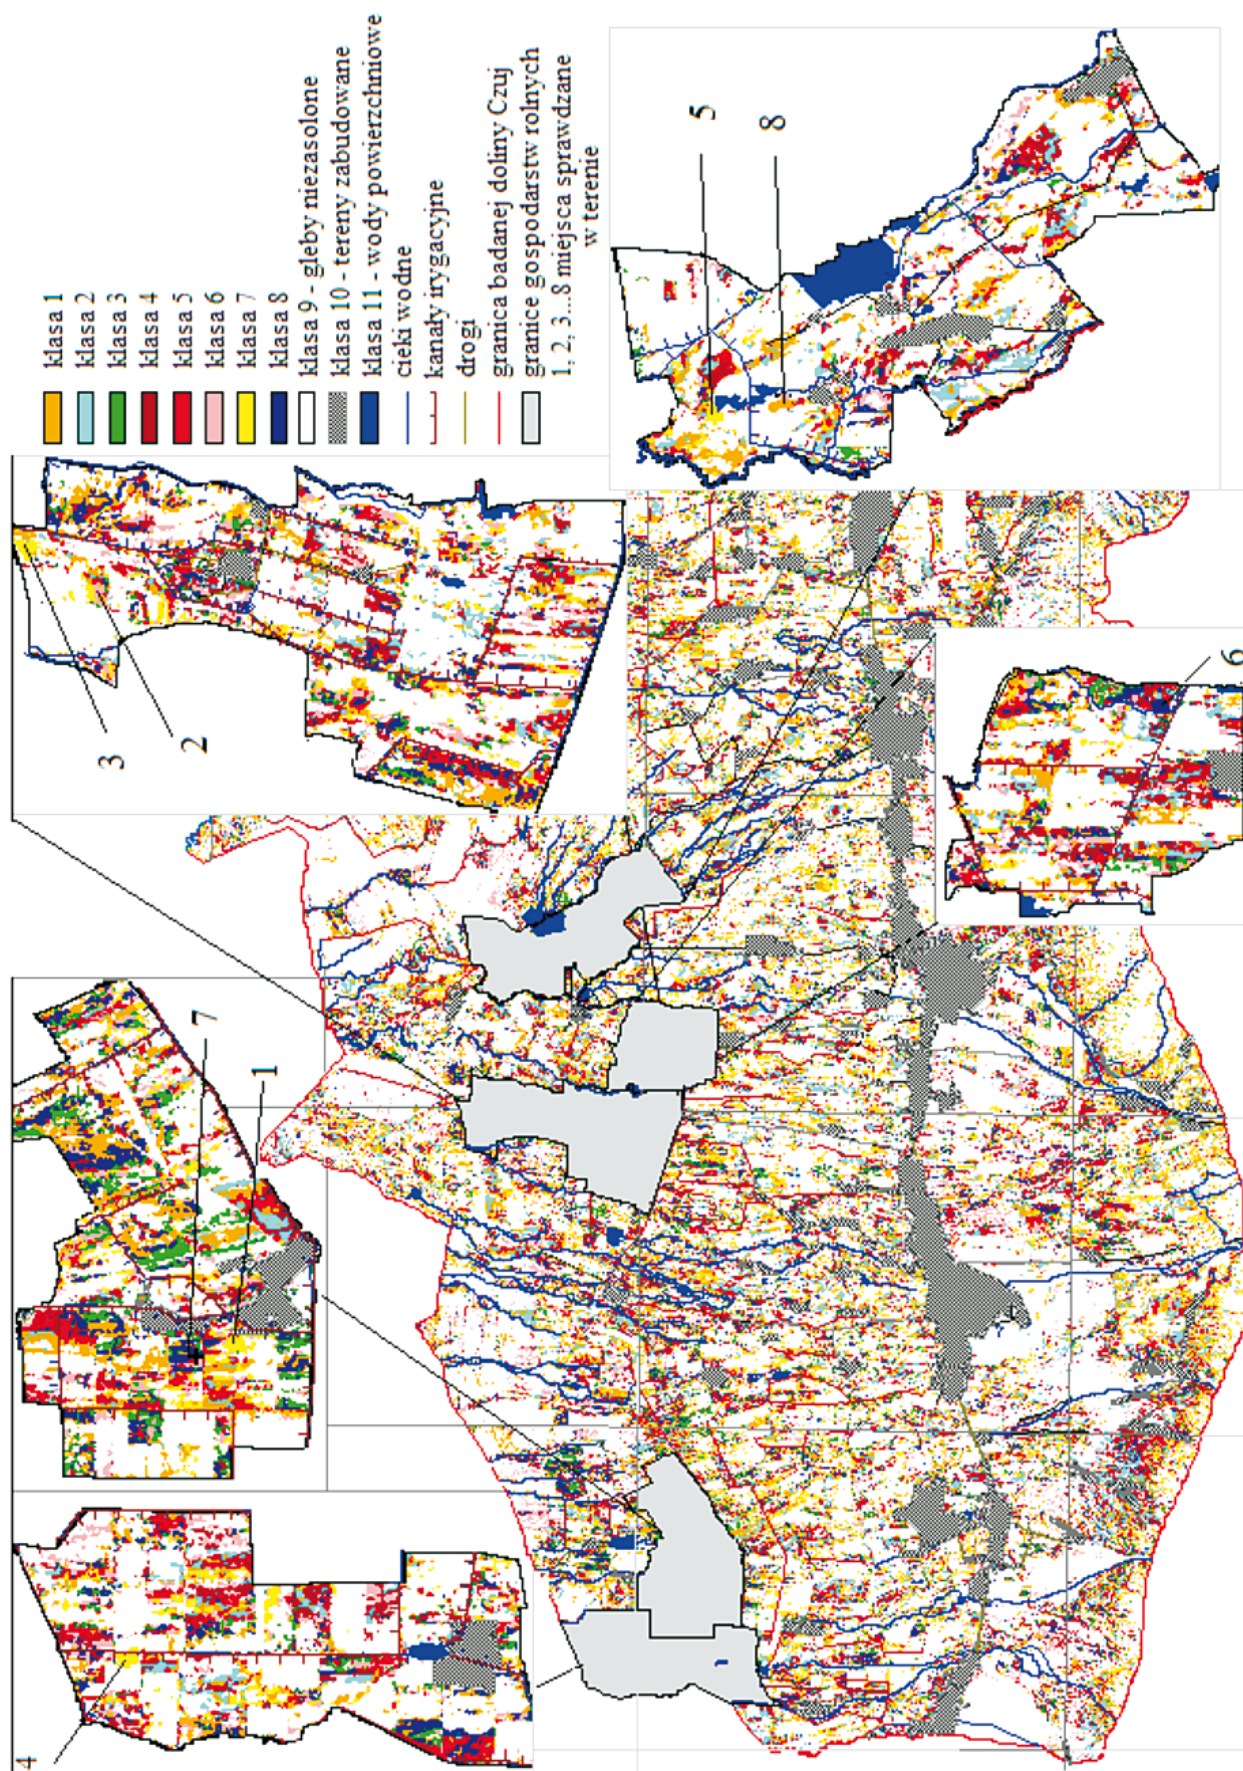 klasa 1
klasa 2
klasa 3
klasa 4
klasa 5
klasa 6
klasa 7
klasa 8
klasa 9 - gleby niezasolone
klasa 10 - tereny zabudowane
klasa 11 - wody powierzchniowe
cieki wodne
kanały irygacyjne
drogi
granica badanej doliny Czuj
granice gospodarstw rolnych
1, 2, 3...8 miejsca sprawdzane
w terenie
3
2
5
8
7
1
6
4